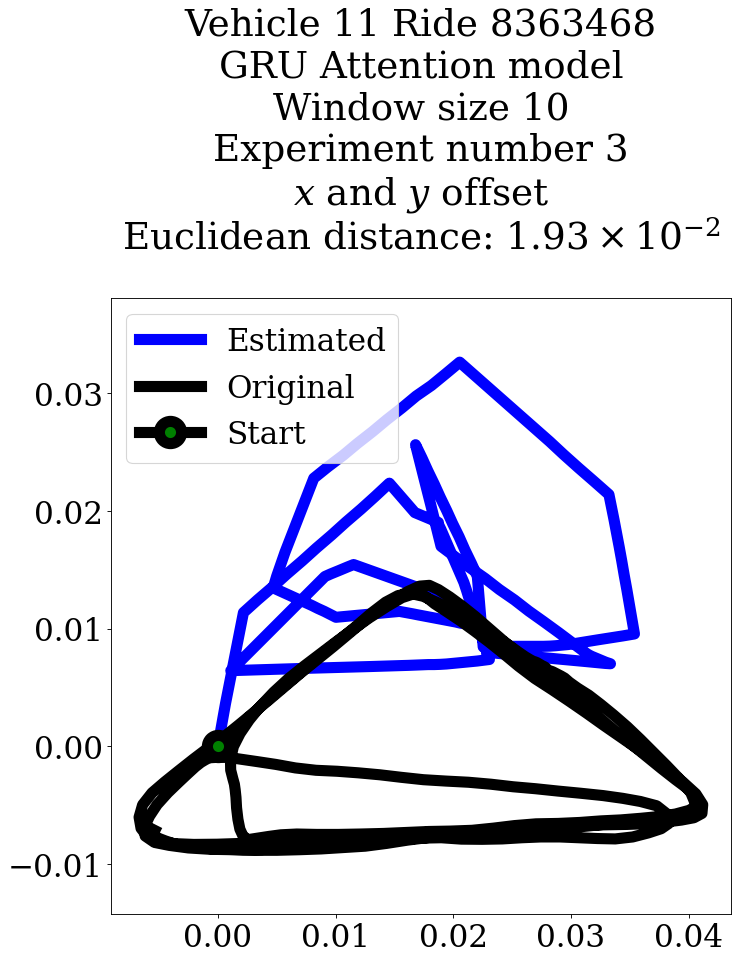 Vehicle 11 Ride 8363468
GRU Attention model
Window size 10
Experiment number 3
x and y offset
Euclidean distance: 1.93 × 10⁻²
Estimated
Original
Start
0.03
0.02
0.01
0.00
−0.01
0.00 0.01 0.02 0.03 0.04